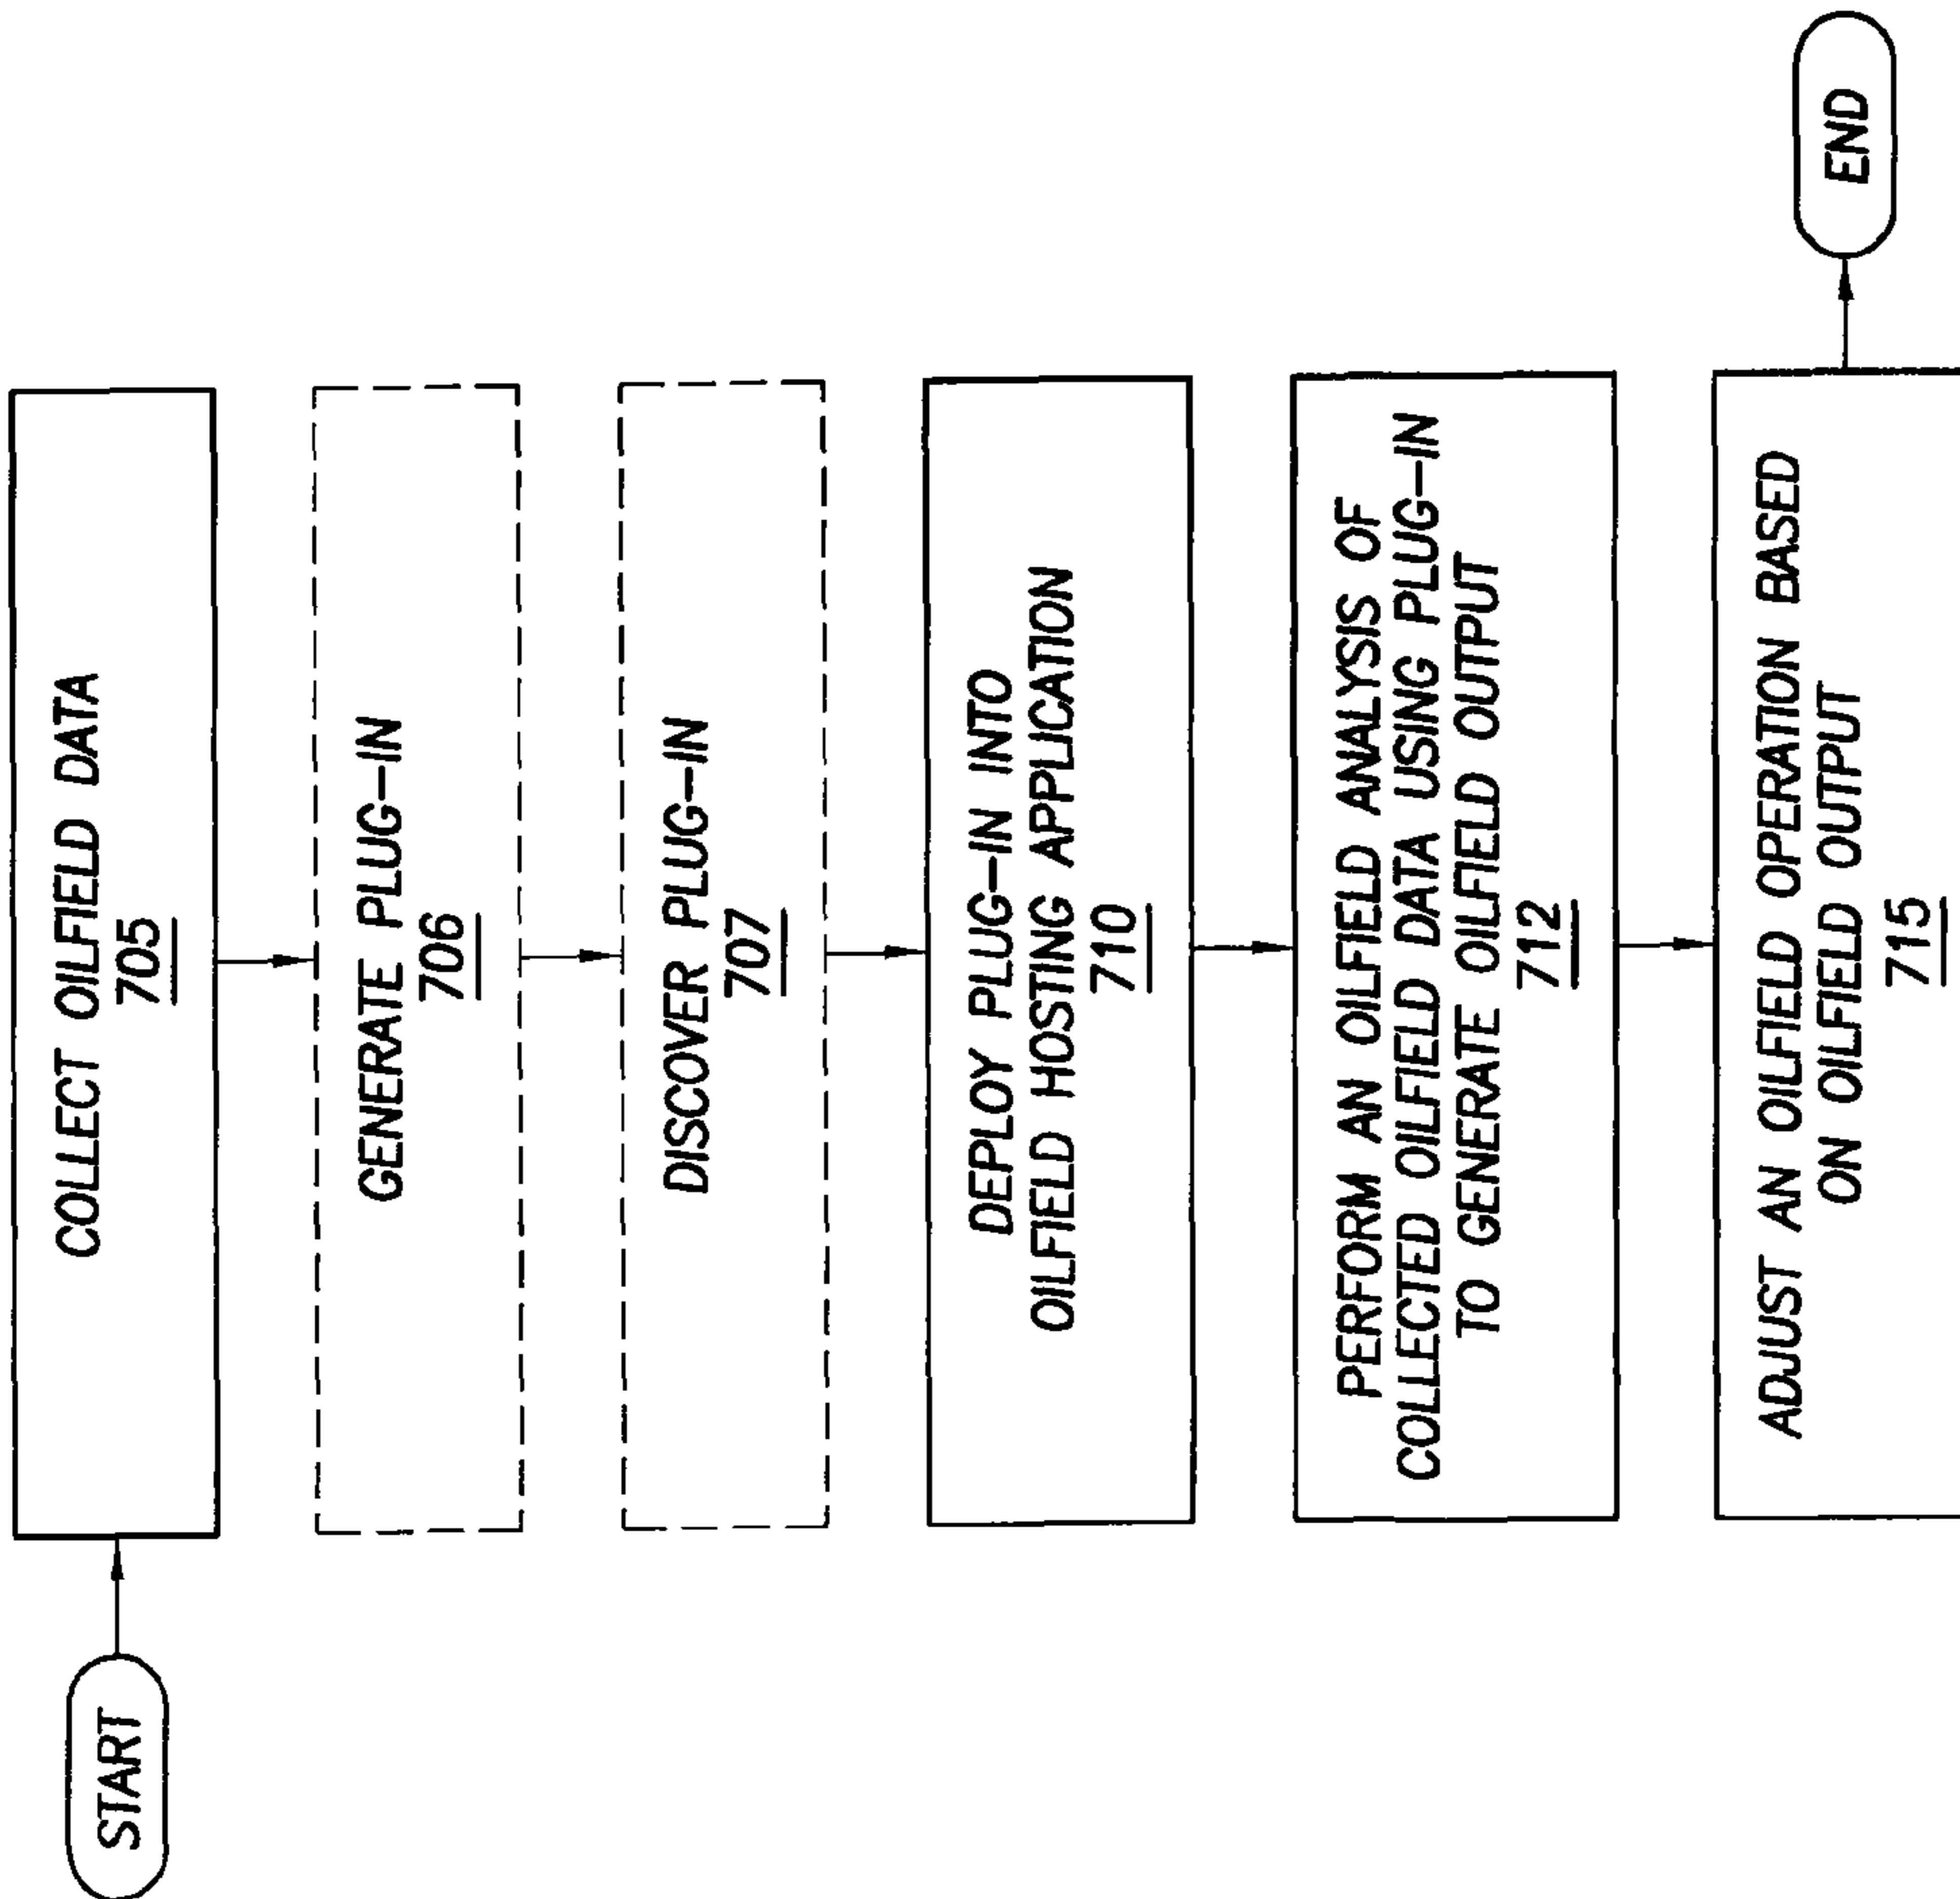 START
COLLECT OILFIELD DATA
705
GENERATE PLUG-IN
706
DISCOVER PLUG-IN
707
DEPLOY PLUG-IN INTO
OILFIELD HOSTING APPLICATION
710
PERFORM AN OILFIELD ANALYSIS OF
COLLECTED OILFIELD DATA USING PLUG-IN
TO GENERATE OILFIELD OUTPUT
712
ADJUST AN OILFIELD OPERATION BASED
ON OILFIELD OUTPUT
715
END